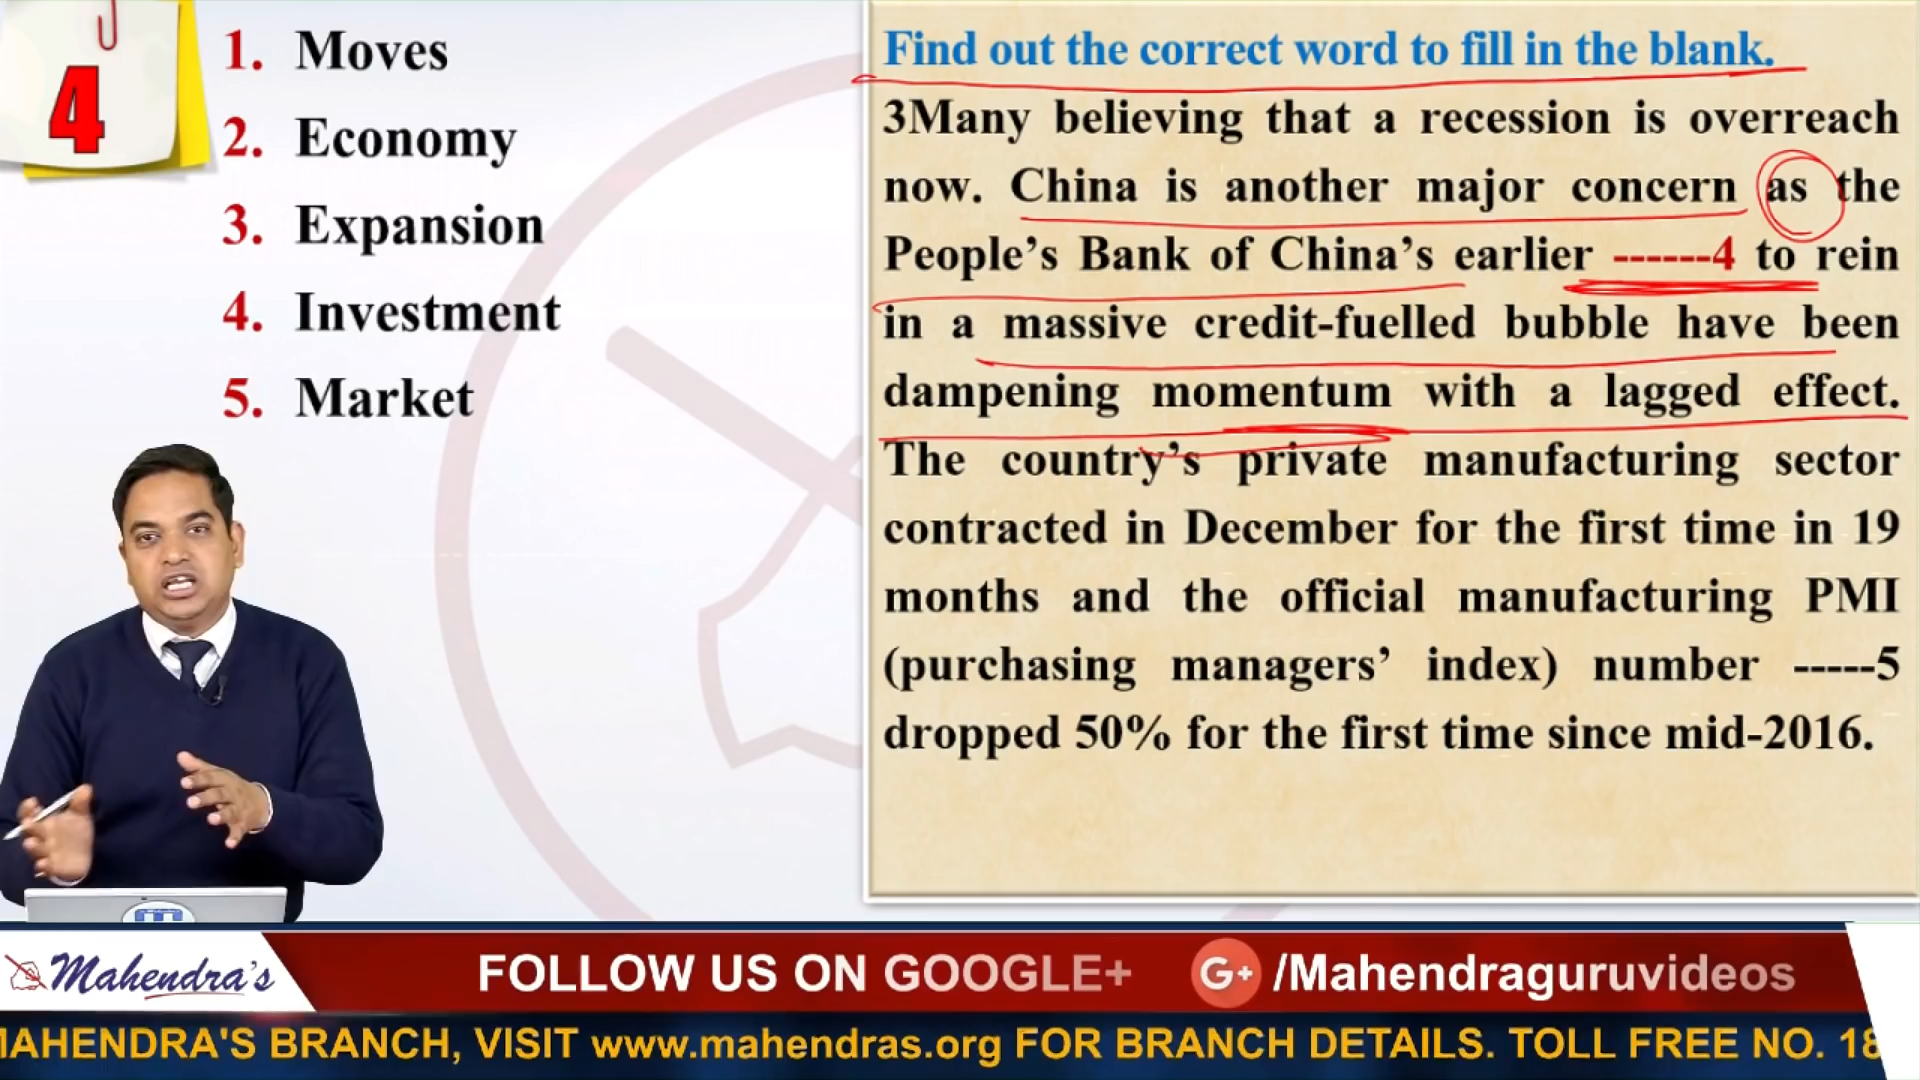 4
1. Moves
2. Economy
3. Expansion
4. Investment
5. Market
Find out the correct word to fill in the blank.
3Many believing that a recession is overreach
now. China is another major concern as the
People's Bank of China's earlier ------4 to rein
in a massive credit-fuelled bubble have been
dampening momentum with a lagged effect.
The country's private manufacturing sector
contracted in December for the first time in 19
months and the official manufacturing PMI
(purchasing managers' index) number -----5
dropped 50% for the first time since mid-2016.
m
Mahendra's
FOLLOW US ON GOOGLE+ G+ /Mahendraguruvideos
MAHENDRA'S BRANCH, VISIT www.mahendras.org FOR BRANCH DETAILS. TOLL FREE NO. 18